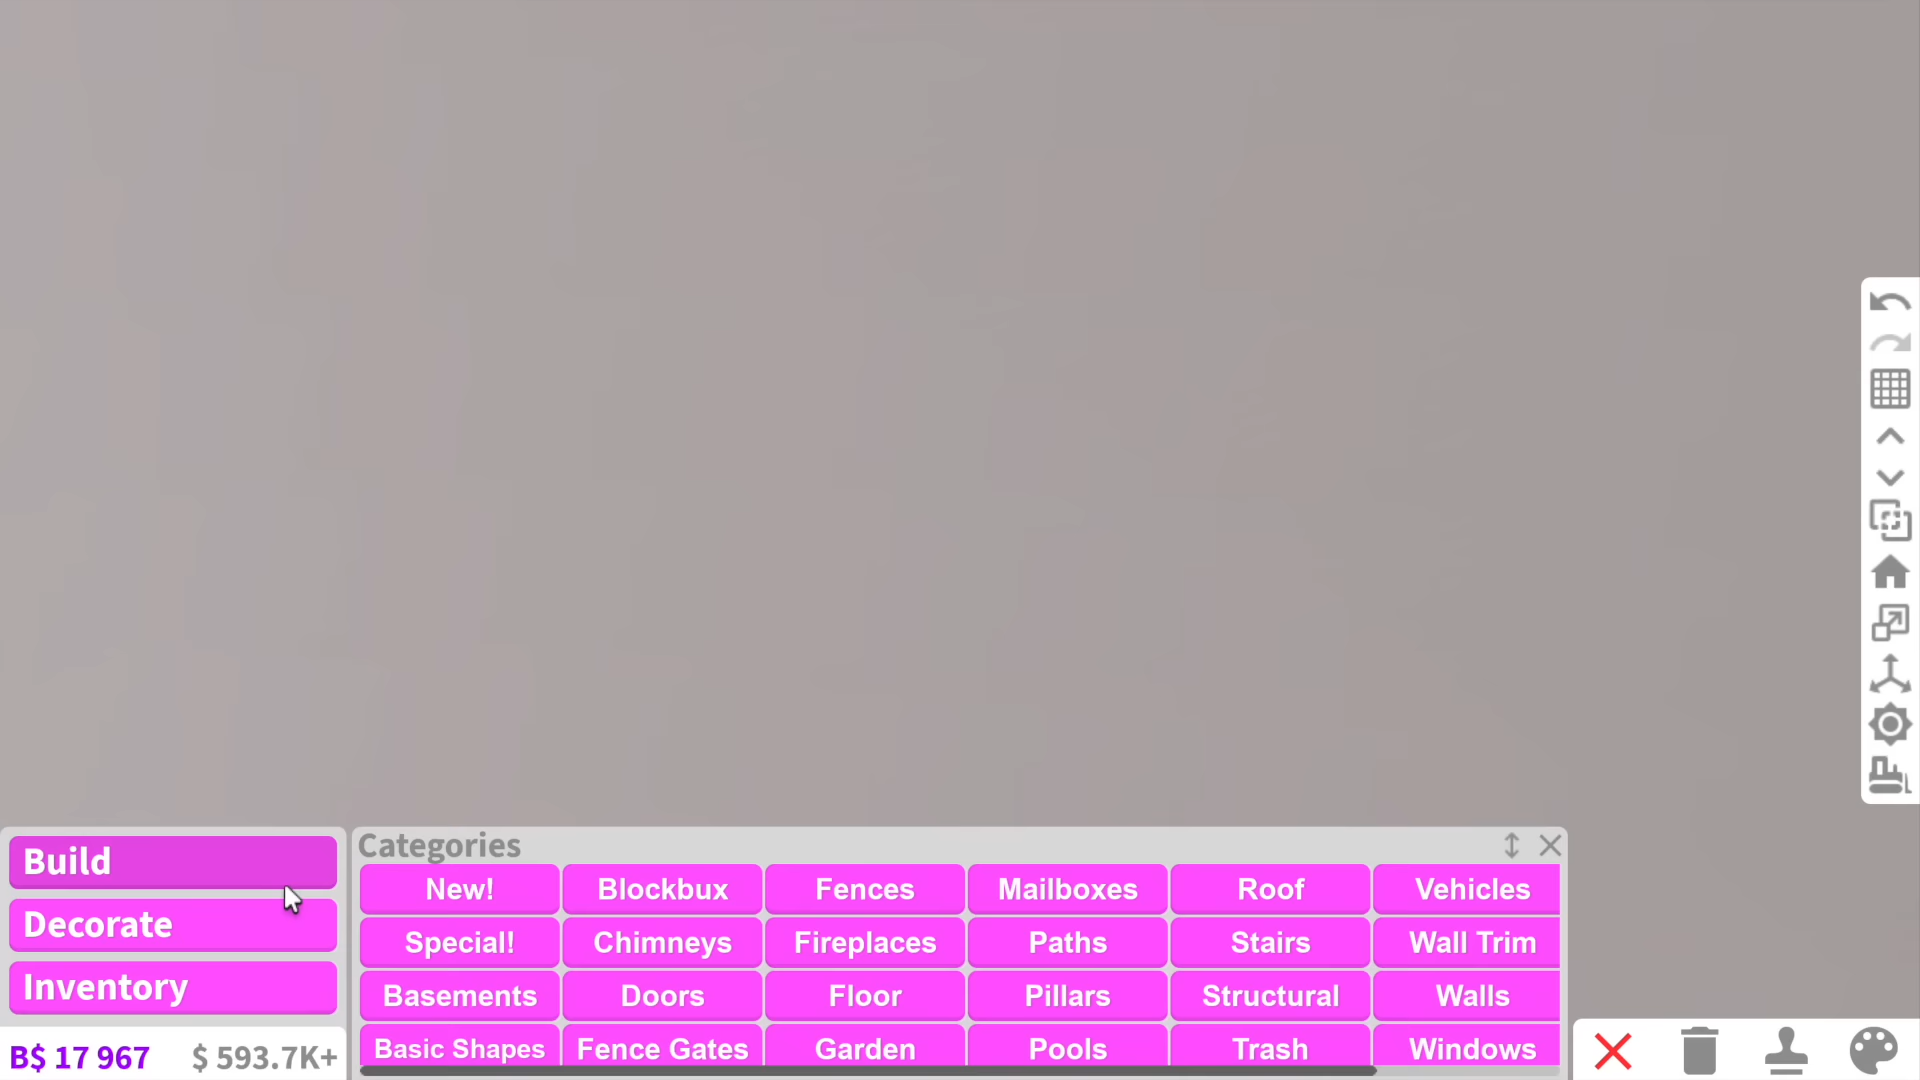 Build
Decorate
Inventory
B$ 17 967 $ 593.7K+
Categories
New! Blockbux Fences Mailboxes Roof Vehicles
Special! Chimneys Fireplaces Paths Stairs Wall Trim
Basements Doors Floor Pillars Structural Walls
Basic Shapes Fence Gates Garden Pools Trash Windows